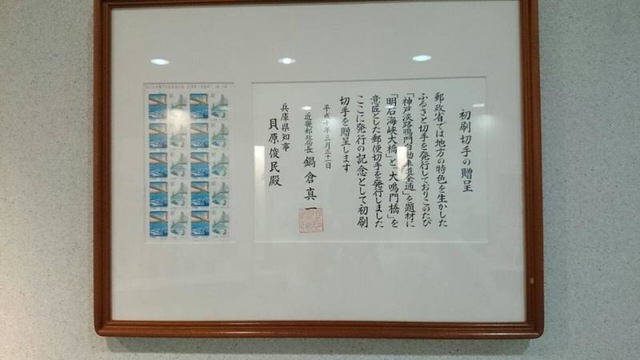 初刷切手の贈呈
郵政省では地方の特色を生かした
ふるさと切手を発行しておりこのたび
「神戸淡路鳴門自動車道全通」を題材に
「明石海峡大橋」と「大鳴門橋」を
意匠とした郵便切手を発行しました
ここに発行の記念として初刷
切手を贈呈します
平成十年三月二十一日
近畿郵政局長 鍋倉真一
兵庫県知事
貝原俊民殿